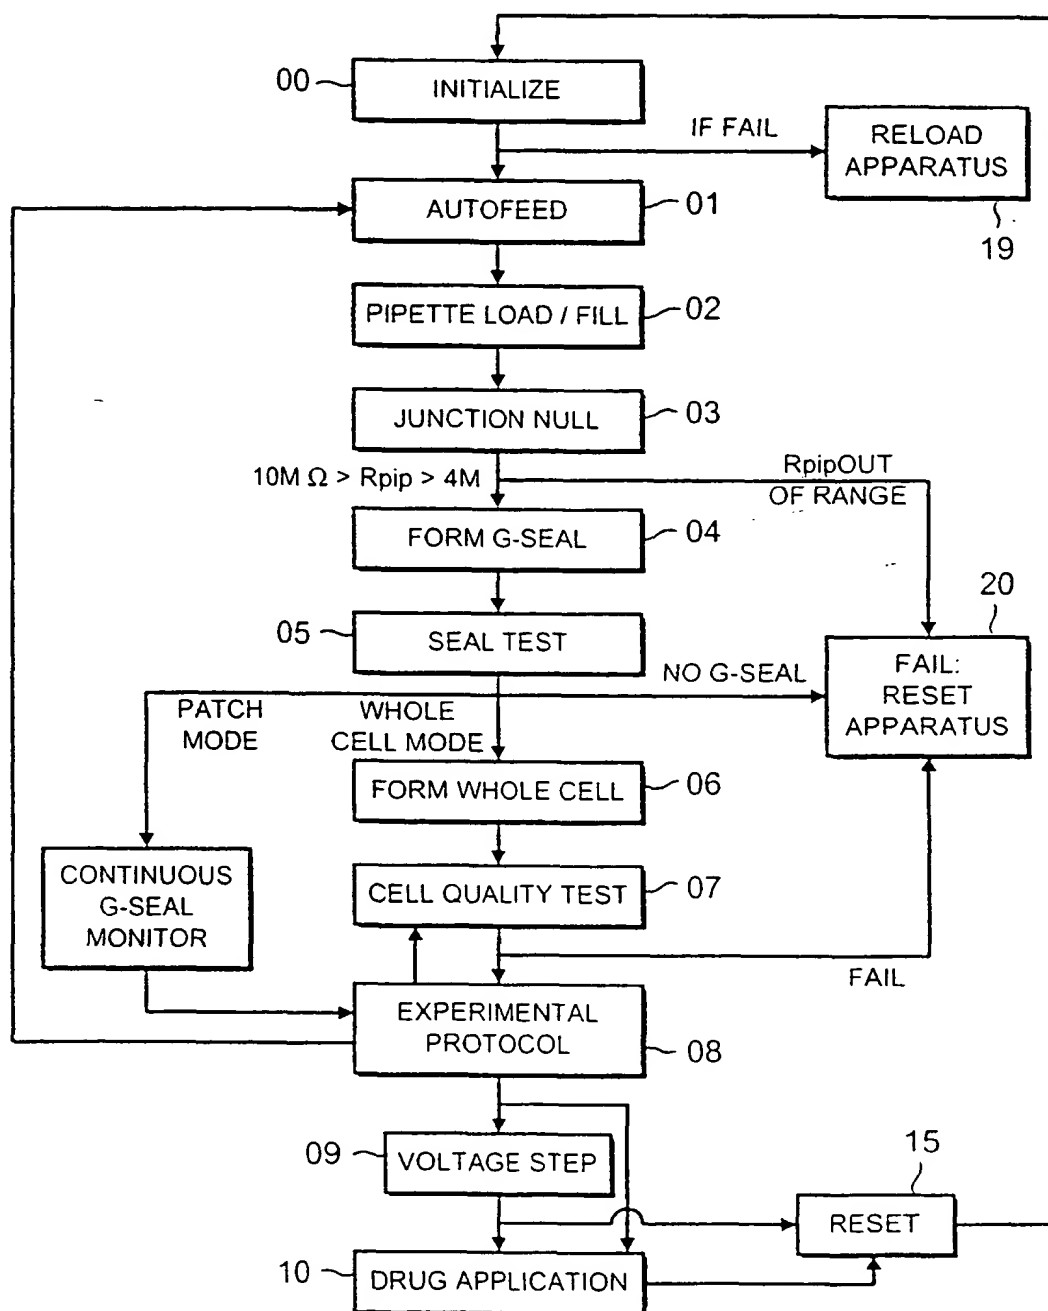 00
INITIALIZE
IF FAIL
RELOAD
APPARATUS
19
AUTOFEED
01
PIPETTE LOAD / FILL
02
JUNCTION NULL
03
10M Ω > Rpip > 4M
RpipOUT
OF RANGE
FORM G-SEAL
04
05
SEAL TEST
20
FAIL:
RESET
APPARATUS
NO G-SEAL
PATCH
MODE
WHOLE
CELL MODE
FORM WHOLE CELL
06
CONTINUOUS
G-SEAL
MONITOR
CELL QUALITY TEST
07
FAIL
EXPERIMENTAL
PROTOCOL
08
09
VOLTAGE STEP
15
RESET
10
DRUG APPLICATION